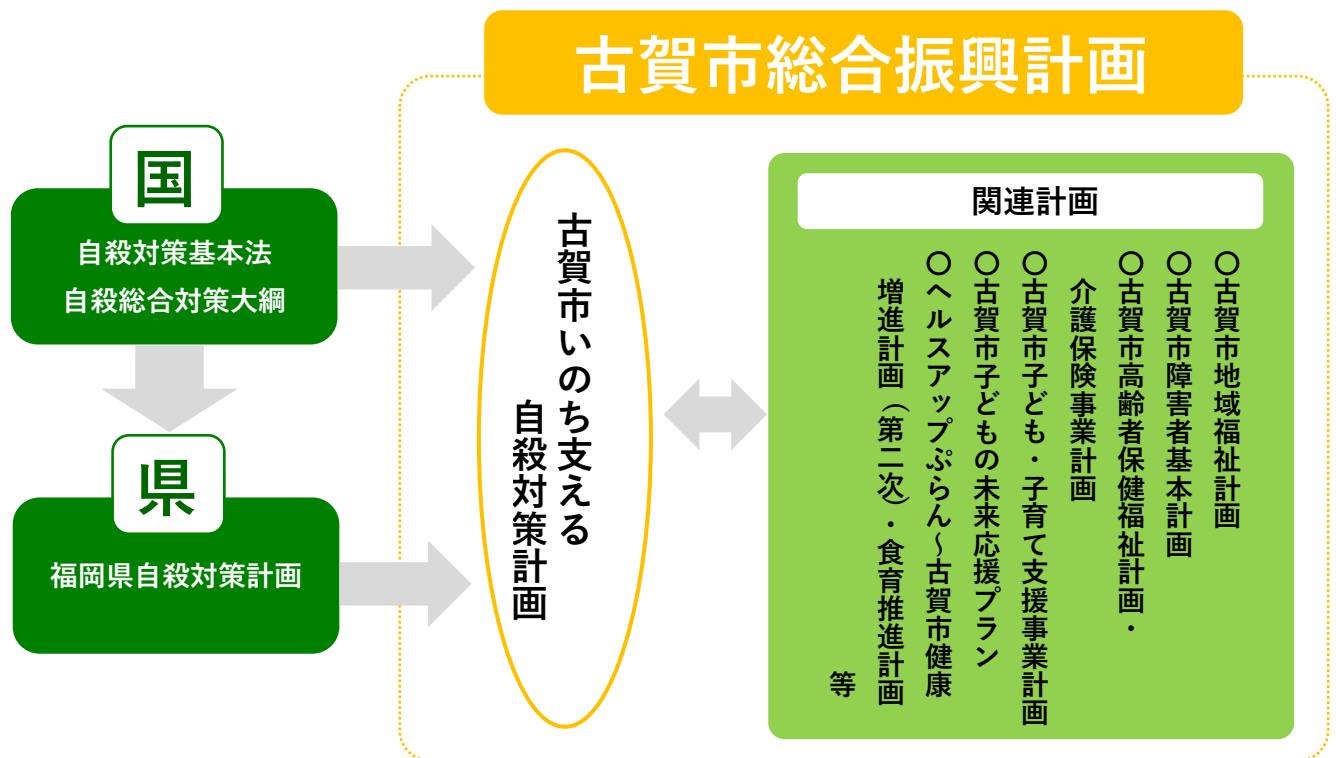 古賀市総合振興計画
国
自殺対策基本法
自殺総合対策大綱
県
福岡県自殺対策計画
古賀市いのち支える
自殺対策計画
関連計画
〇古賀市地域福祉計画
〇古賀市障害者基本計画
〇古賀市高齢者保健福祉計画・
介護保険事業計画
〇古賀市子ども・子育て支援事業計画
〇古賀市子どもの未来応援プラン
〇ヘルスアップぷらん～古賀市健康
増進計画（第二次）・食育推進計画
等